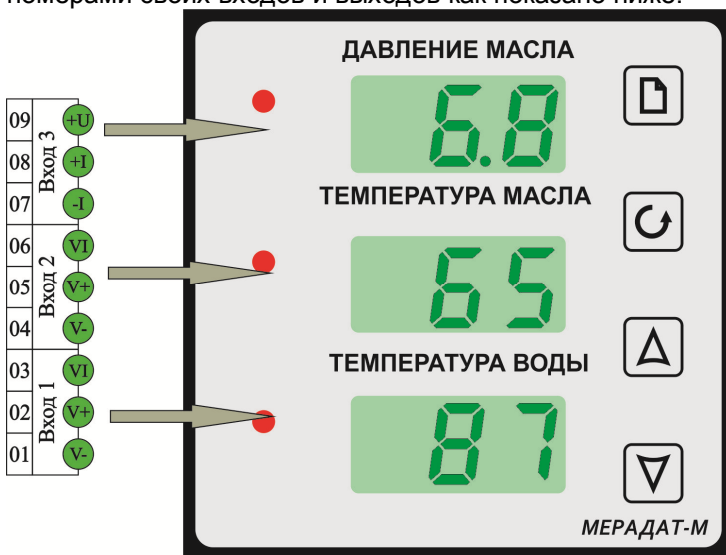 номерами своих входов и выходов как показано ниже.
ДАВЛЕНИЕ МАСЛА
6.8
ТЕМПЕРАТУРА МАСЛА
65
ТЕМПЕРАТУРА ВОДЫ
87
МЕРАДАТ-М
09 +U
08 +I
07 -I
Вход 3
06 VI
05 V+
04 V-
Вход 2
03 VI
02 V+
01 V-
Вход 1